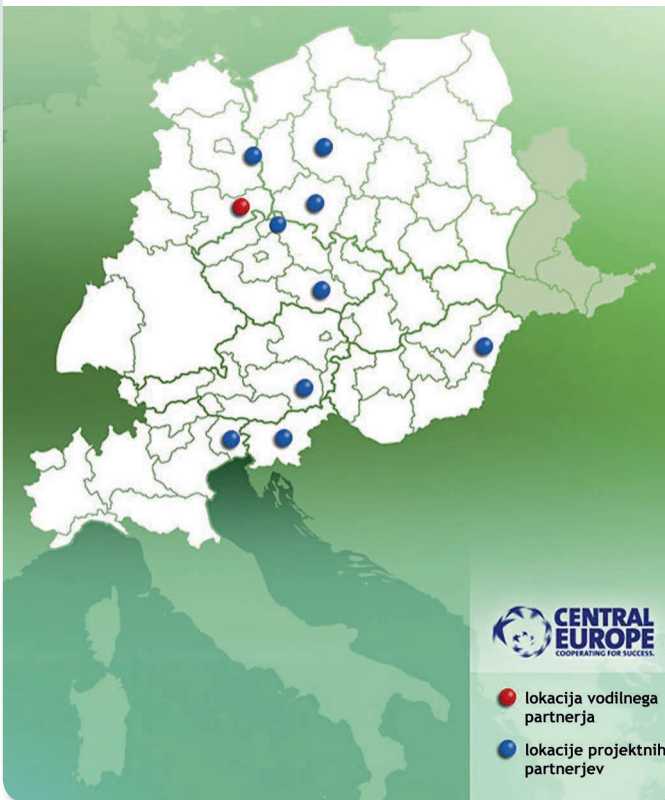 CENTRAL
EUROPE
COOPERATING FOR SUCCESS.
lokacija vodilnega
partnerja
lokacije projektnih
partnerjev